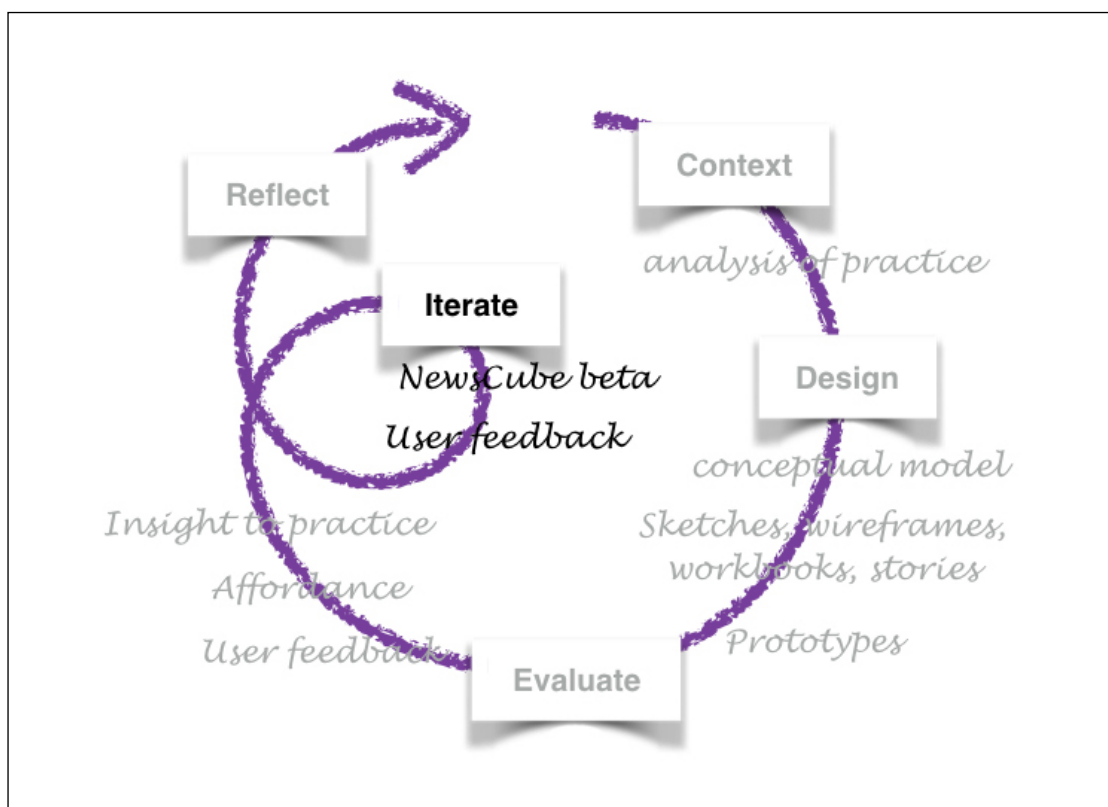 Context
analysis of practice
Design
conceptual model
Sketches, wireframes,
workbooks, stories
Prototypes
Evaluate
User feedback
Affordance
Insight to practice
Iterate
NewsCube beta
User feedback
Reflect